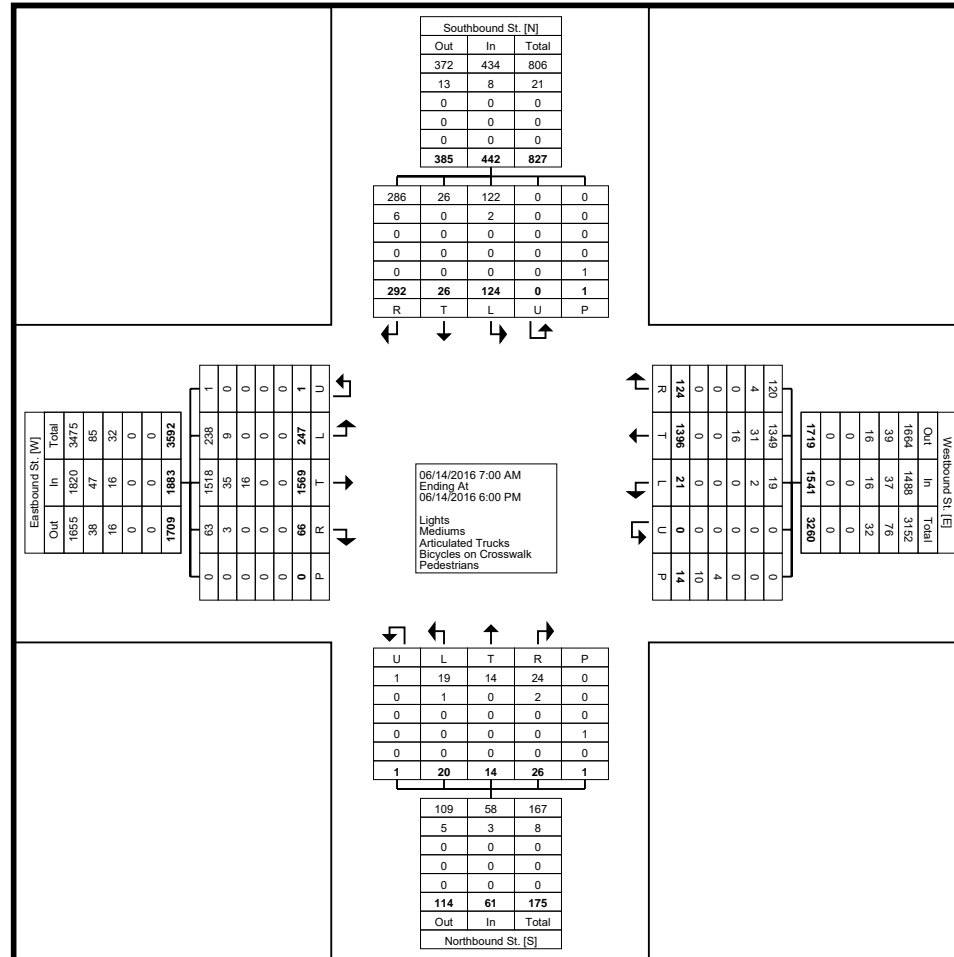 Southbound St. [N]
Out In Total
372 434 806
13 8 21
0 0 0
0 0 0
0 0 0
385 442 827
286 26 122 0 0
6 0 2 0 0
0 0 0 0 0
0 0 0 0 0
0 0 0 0 1
292 26 124 0 1
R T L U P
Eastbound St. [W]
Total In Out
3475 1820 1655
85 47 38
32 16 16
0 0 0
0 0 0
3592 1883 1709
1 238 1518 63 0
0 9 35 3 0
0 0 16 0 0
0 0 0 0 0
0 0 0 0 0
1 247 1569 66 0
U L T R P
06/14/2016 7:00 AM
Ending At
06/14/2016 6:00 PM
Lights
Mediums
Articulated Trucks
Bicycles on Crosswalk
Pedestrians
Westbound St. [E]
Out In Total
1664 1488 3152
39 37 76
16 16 32
0 0 0
0 0 0
1719 1541 3260
120 1349 19 0 0
4 31 2 0 0
0 16 0 0 0
0 0 0 0 4
0 0 0 0 10
124 1396 21 0 14
R T L U P
U L T R P
1 19 14 24 0
0 1 0 2 0
0 0 0 0 0
0 0 0 0 1
0 0 0 0 0
1 20 14 26 1
109 58 167
5 3 8
0 0 0
0 0 0
0 0 0
114 61 175
Out In Total
Northbound St. [S]